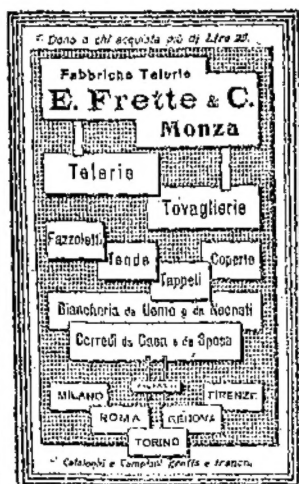 Dono a chi acquista più di Lire 20.
Fabbriche Telerie
E. Frette & C.
Monza
Telerie
Tovaglierie
Fazzoletti
Tende
Coperte
Tappeti
Biancheria da Uomo e da Neonati
Corredi da Casa e da Sposa
MILANO
FIRENZE
ROMA
GENOVA
TORINO
Cataloghi e Campioni gratis e franco.